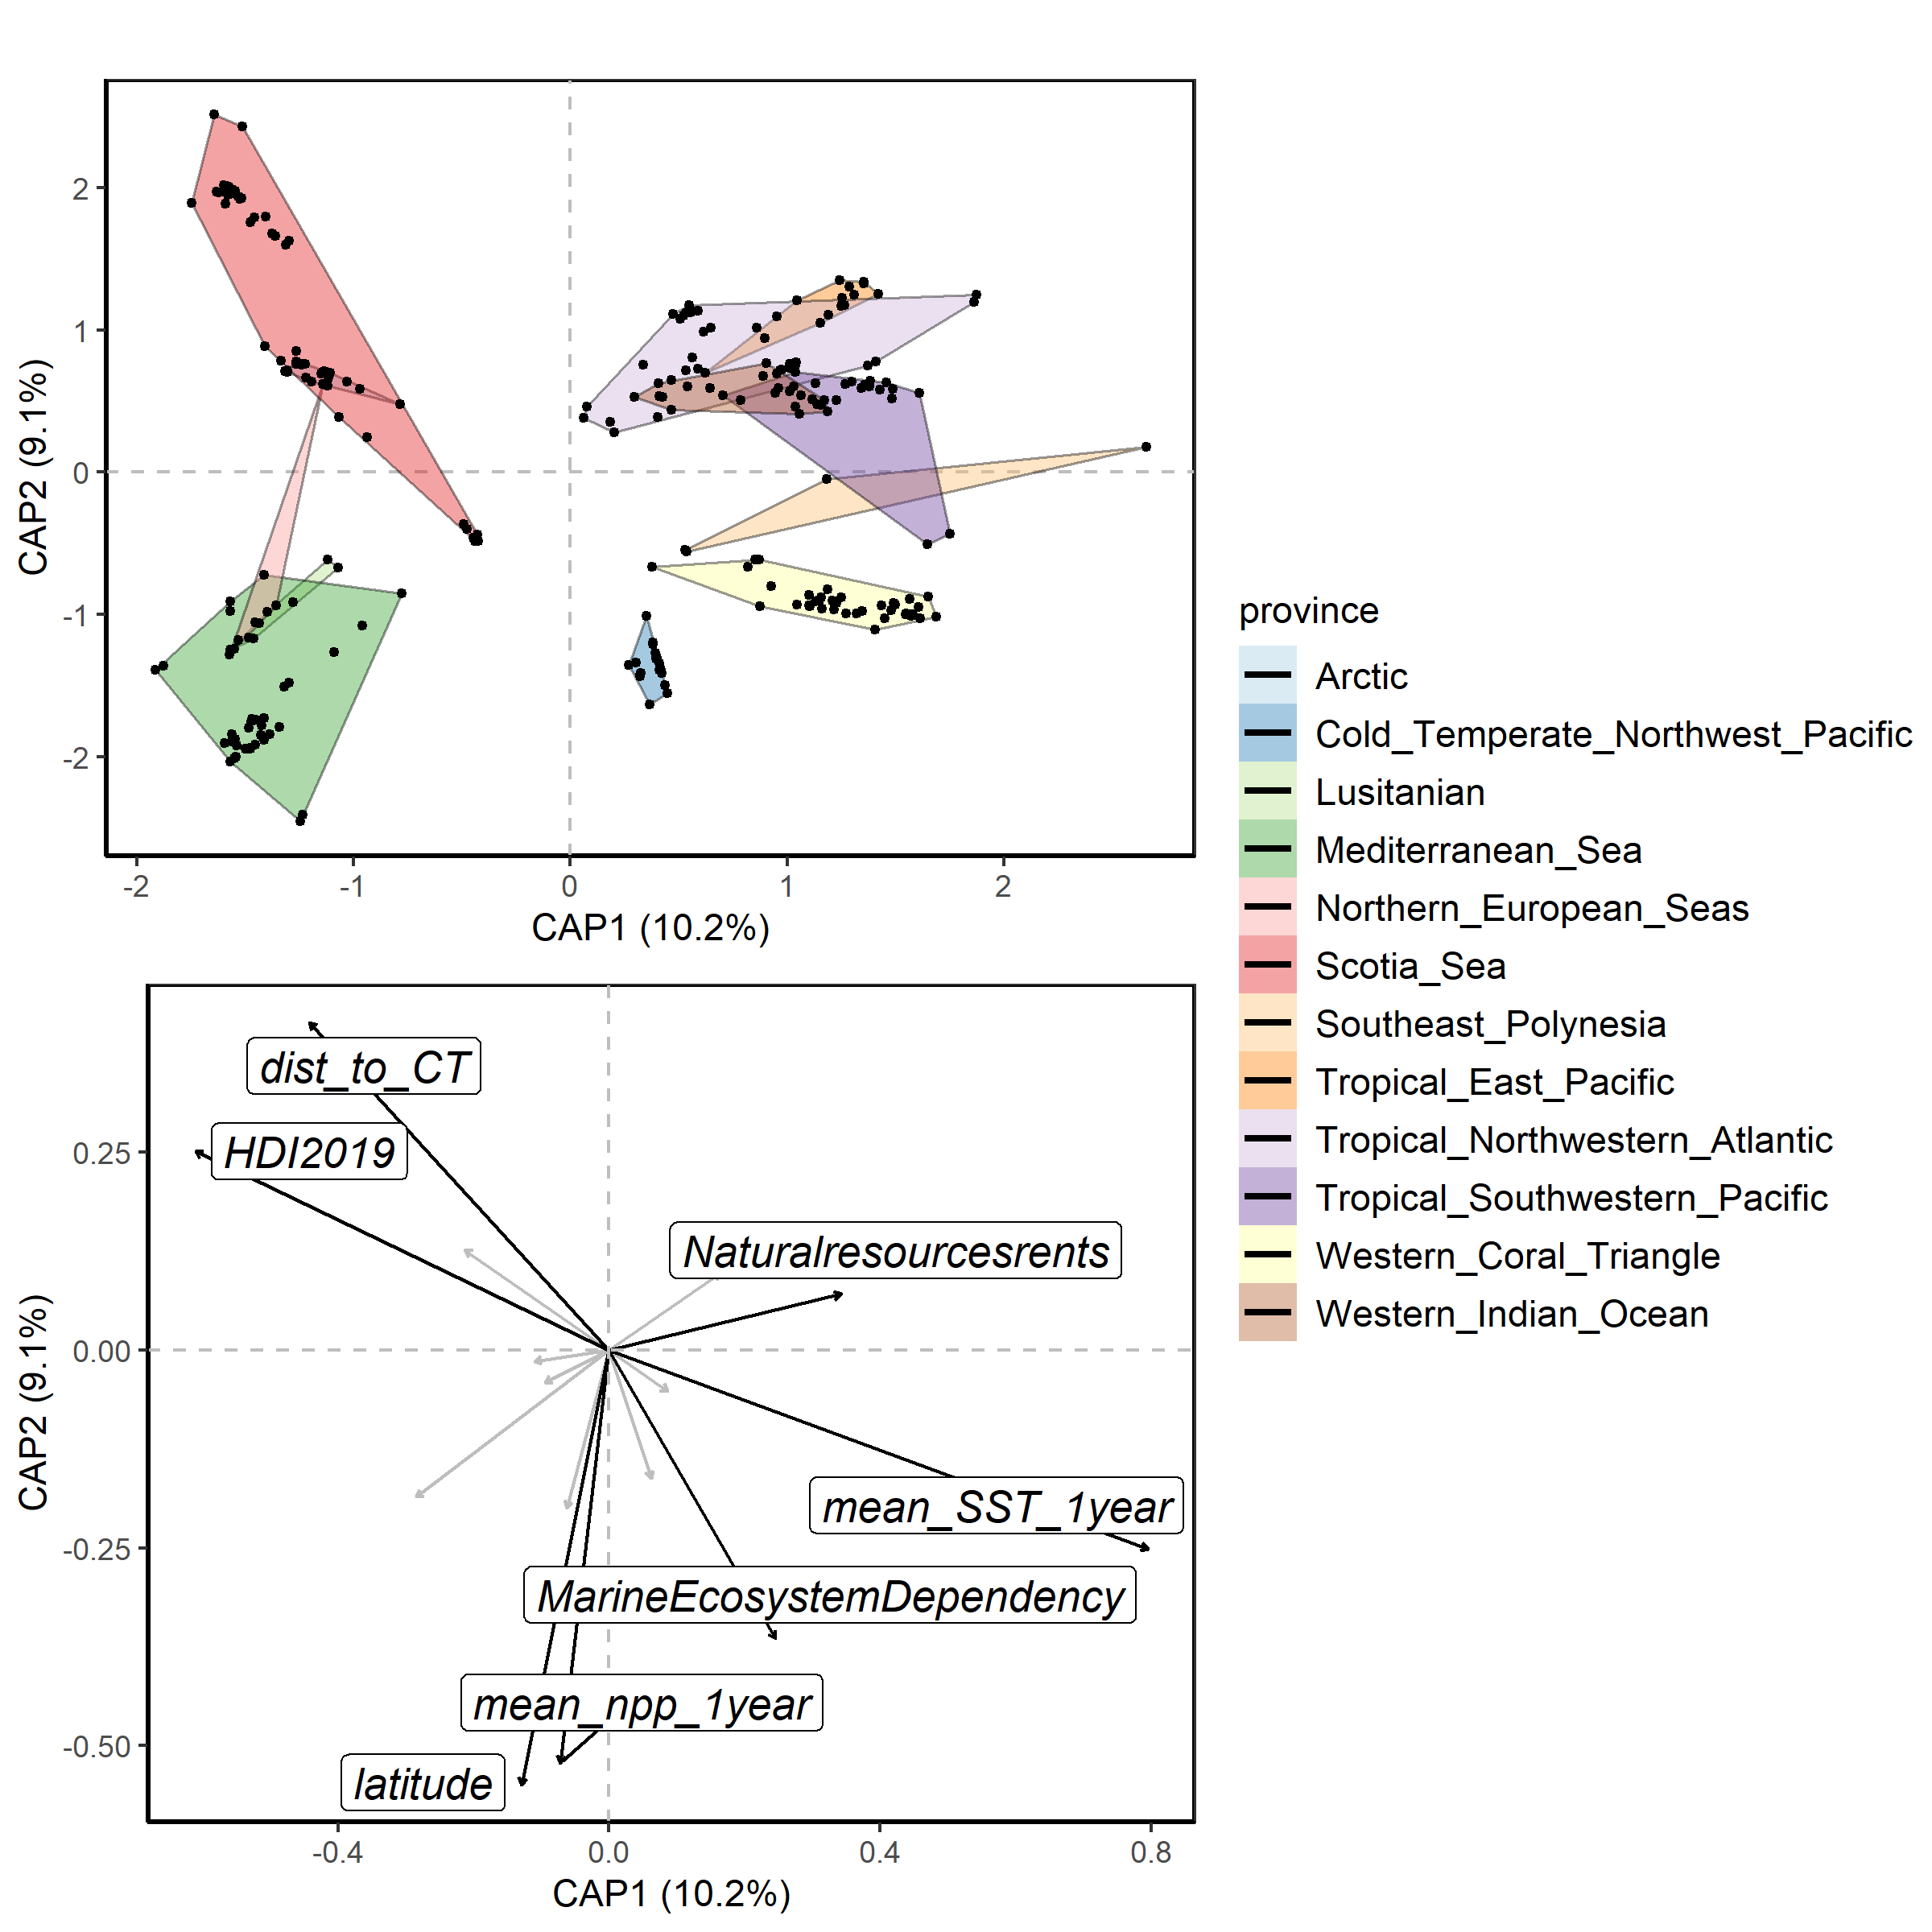 2
1
0
-1
-2
CAP2 (9.1%)
-2
-1
0
1
2
CAP1 (10.2%)
dist_to_CT
HDI2019
Naturalresourcesrents
mean_SST_1year
MarineEcosystemDependency
mean_npp_1year
latitude
0.25
0.00
-0.25
-0.50
CAP2 (9.1%)
-0.4
0.0
0.4
0.8
CAP1 (10.2%)
province
Arctic
Cold_Temperate_Northwest_Pacific
Lusitanian
Mediterranean_Sea
Northern_European_Seas
Scotia_Sea
Southeast_Polynesia
Tropical_East_Pacific
Tropical_Northwestern_Atlantic
Tropical_Southwestern_Pacific
Western_Coral_Triangle
Western_Indian_Ocean